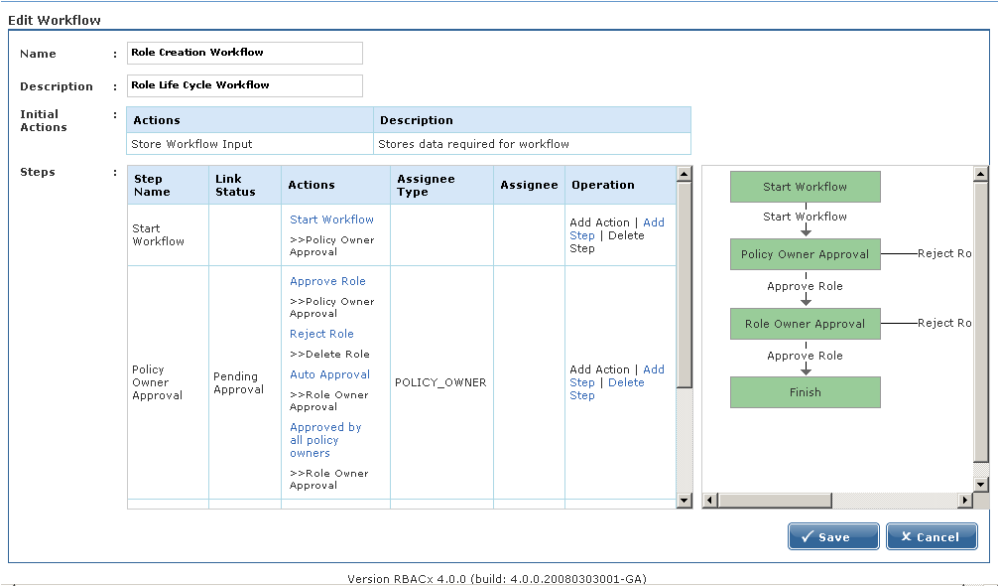 Edit Workflow
Name : Role Creation Workflow
Description : Role Life Cycle Workflow
Initial Actions :
Actions Description
Store Workflow Input Stores data required for workflow
Steps :
Step Name Link Status Actions Assignee Type Assignee Operation
Start Workflow
Start Workflow
>>Policy Owner Approval
Add Action | Add Step | Delete Step
Policy Owner Approval
Pending Approval
Approve Role
>>Policy Owner Approval
Reject Role
>>Delete Role
Auto Approval
>>Role Owner Approval
Approved by all policy owners
>>Role Owner Approval
POLICY_OWNER
Add Action | Add Step | Delete Step
Start Workflow
Start Workflow
Policy Owner Approval Reject Ro
Approve Role
Role Owner Approval Reject Ro
Approve Role
Finish
Save X Cancel
Version RBACx 4.0.0 (build: 4.0.0.20080303001-GA)